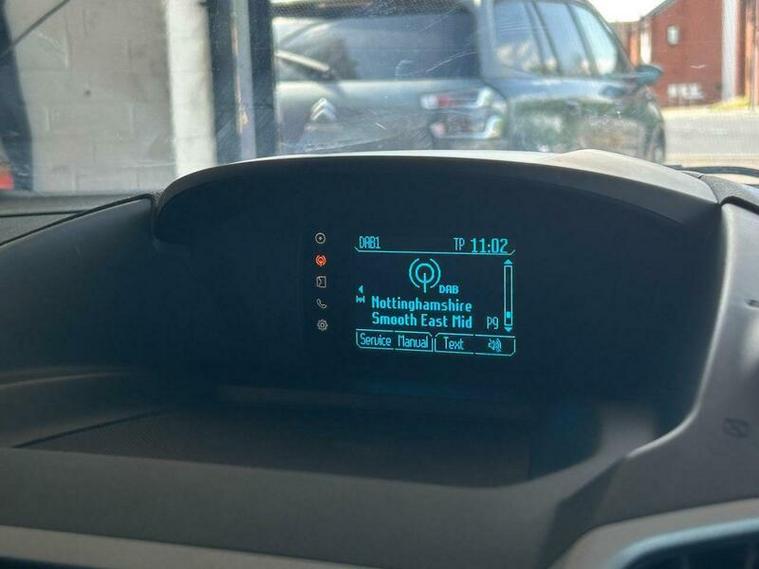 DAB1 TP 11:02
DAB
Nottinghamshire
Smooth East Mid P9
Service Manual Text